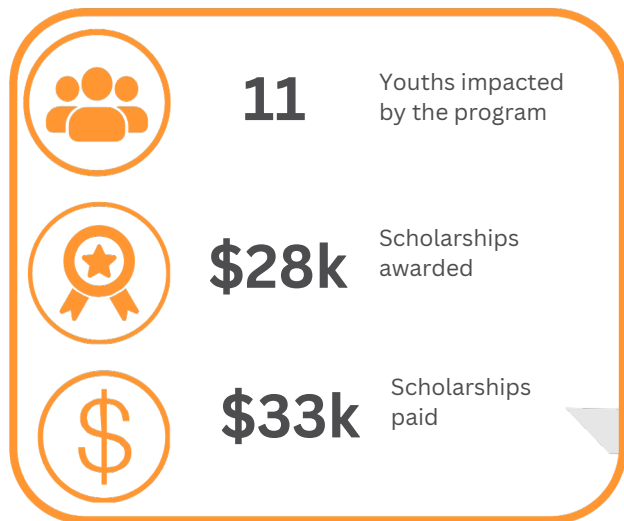 11
Youths impacted
by the program
$28k
Scholarships
awarded
$33k
Scholarships
paid